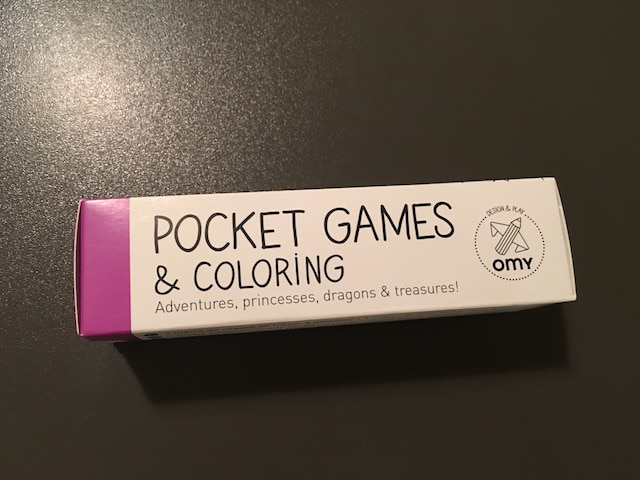 POCKET GAMES
& COLORING
Adventures, princesses, dragons & treasures!
DESIGN & PLAY
omy